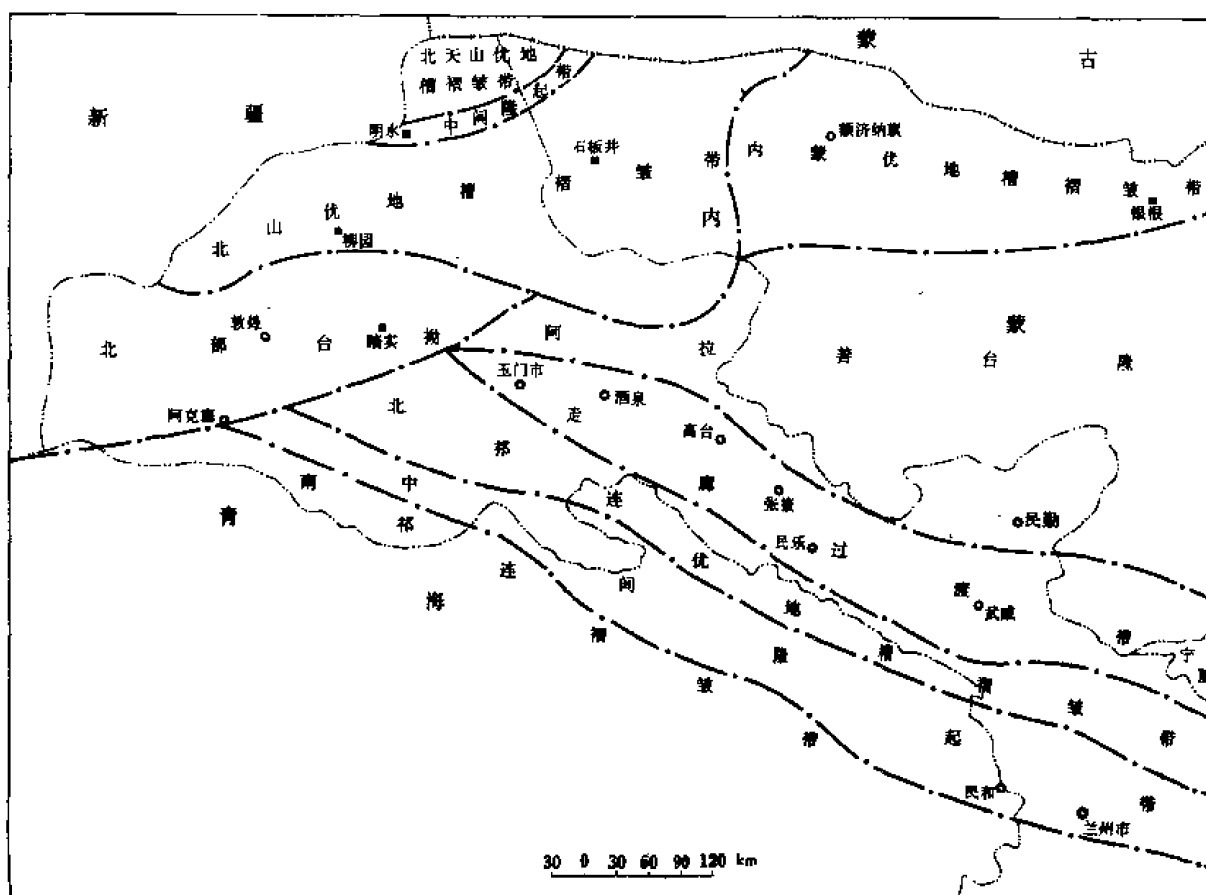 蒙古
新疆
北天山优地
槽褶皱带
中间隆起带
明水
石板井
额济纳旗
内蒙优地槽褶皱带
北山优地槽褶皱带
柳园
银根
内蒙
敦煌
踏实
北部台拗
阿拉善台隆
玉门市
酒泉
高台
阿克塞
张掖
民乐
民勤
武威
走廊过渡带
北祁连优地槽褶皱带
中间隆起
南祁连褶皱带
青海
宁
民和
兰州市
30 0 30 60 90 120 km